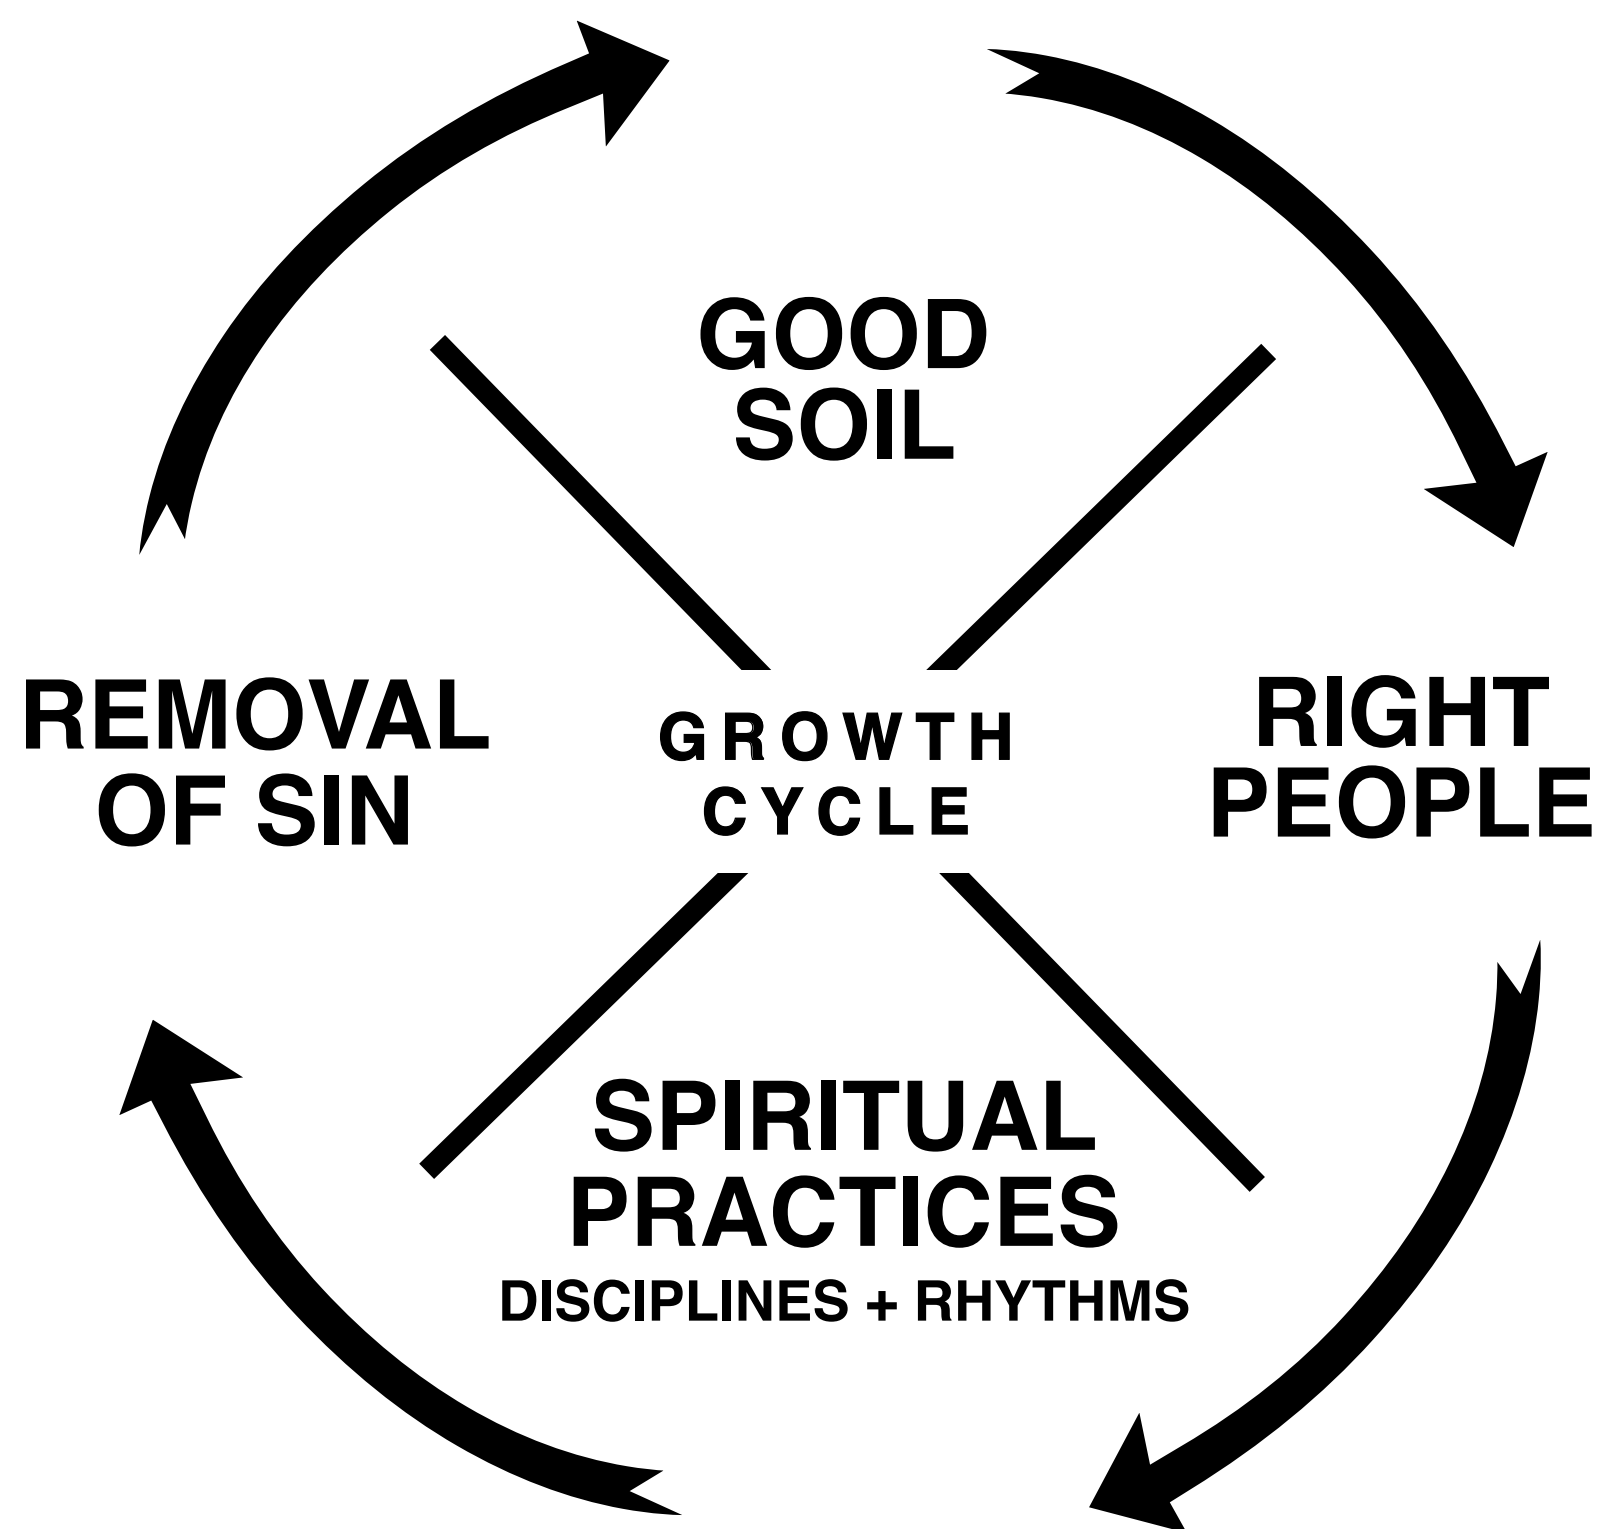 GOOD
SOIL
REMOVAL
OF SIN
GROWTH
CYCLE
RIGHT
PEOPLE
SPIRITUAL
PRACTICES
DISCIPLINES + RHYTHMS